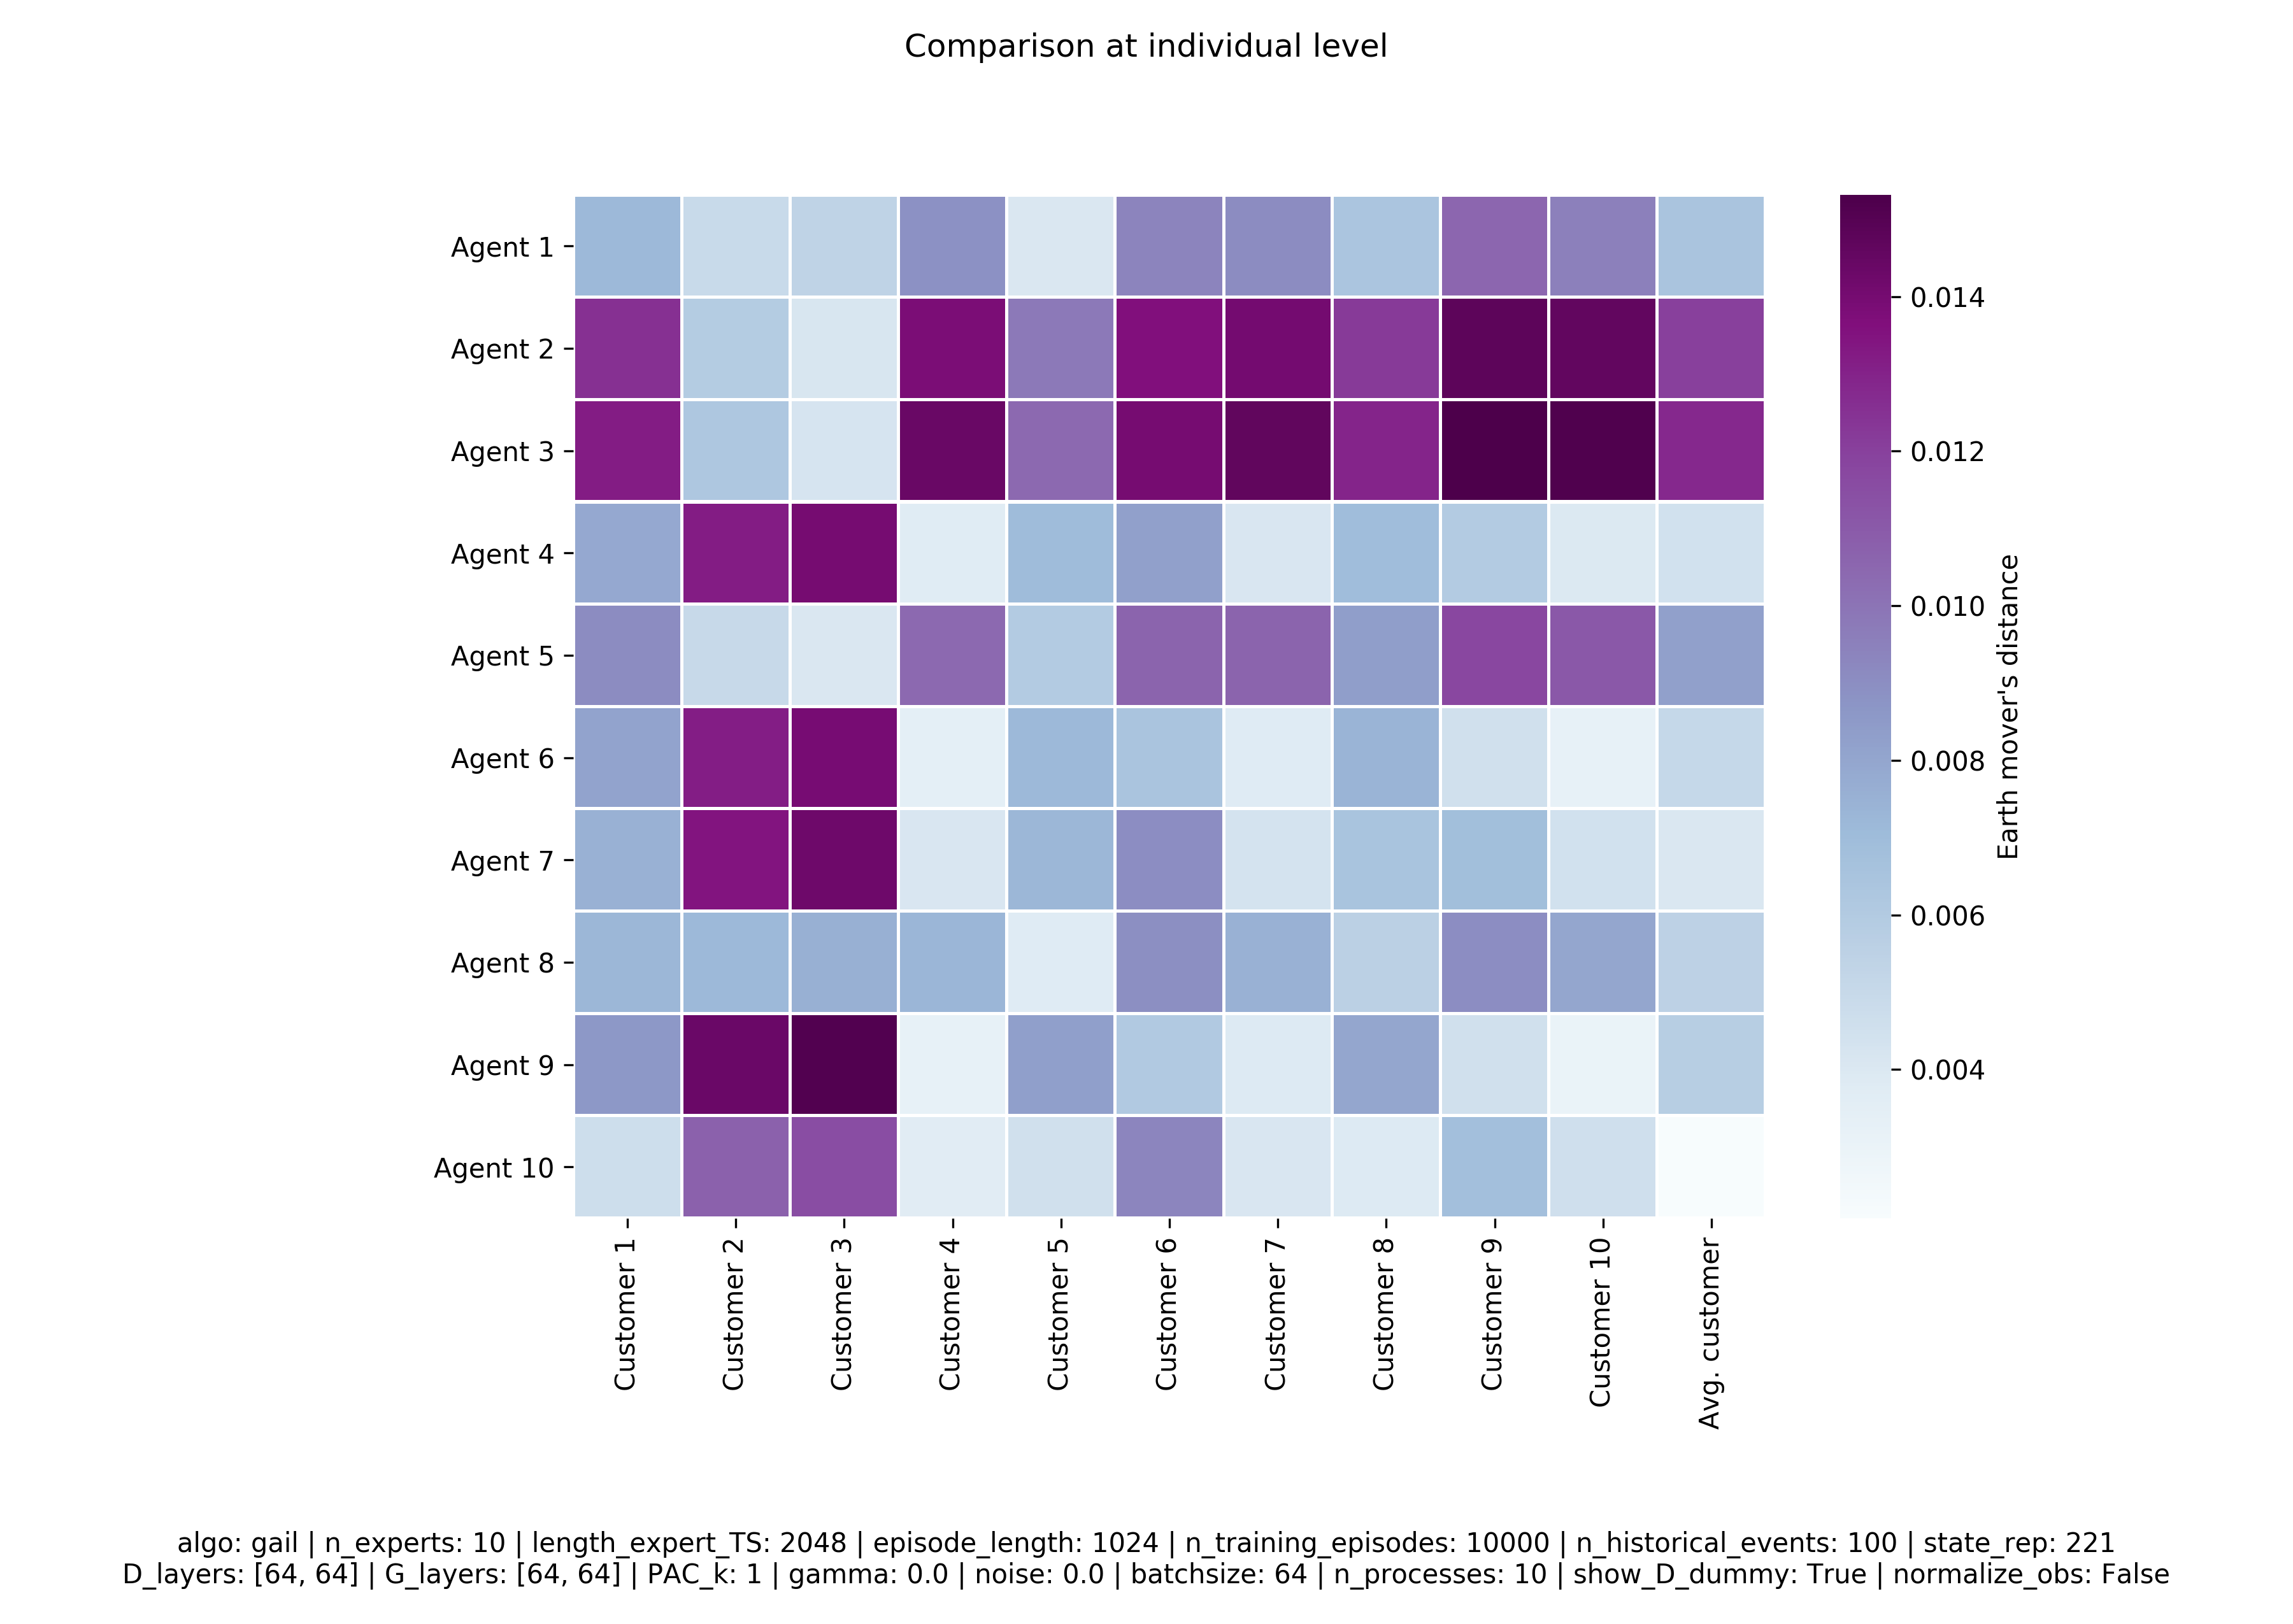 Comparison at individual level
Agent 1
Agent 2
Agent 3
Agent 4
Agent 5
Agent 6
Agent 7
Agent 8
Agent 9
Agent 10
Customer 1
Customer 2
Customer 3
Customer 4
Customer 5
Customer 6
Customer 7
Customer 8
Customer 9
Customer 10
Avg. customer
0.014
0.012
0.010
0.008
0.006
0.004
Earth mover's distance
algo: gail | n_experts: 10 | length_expert_TS: 2048 | episode_length: 1024 | n_training_episodes: 10000 | n_historical_events: 100 | state_rep: 221
D_layers: [64, 64] | G_layers: [64, 64] | PAC_k: 1 | gamma: 0.0 | noise: 0.0 | batchsize: 64 | n_processes: 10 | show_D_dummy: True | normalize_obs: False